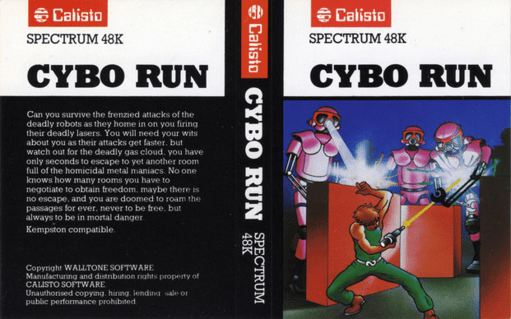 Calisto
SPECTRUM 48K
CYBO RUN
Can you survive the frenzied attacks of the
deadly robots as they home in on you firing
their deadly lasers. You will need your wits
about you as their attacks get faster, but
watch out for the deadly gas cloud, you have
only seconds to escape to yet another room
full of the homicidal metal maniacs. No one
knows how many rooms you have to
negotiate to obtain freedom, maybe there is
no escape, and you are doomed to roam the
passages for ever, never to be free, but
always to be in mortal danger.
Kempston compatible.
Copyright WALLTONE SOFTWARE
Manufacturing and distribution rights property of
CALISTO SOFTWARE
Unauthorised copying, hiring, lending, sale or
public performance prohibited.
Calisto
CYBO RUN
SPECTRUM
48K
Calisto
SPECTRUM 48K
CYBO RUN